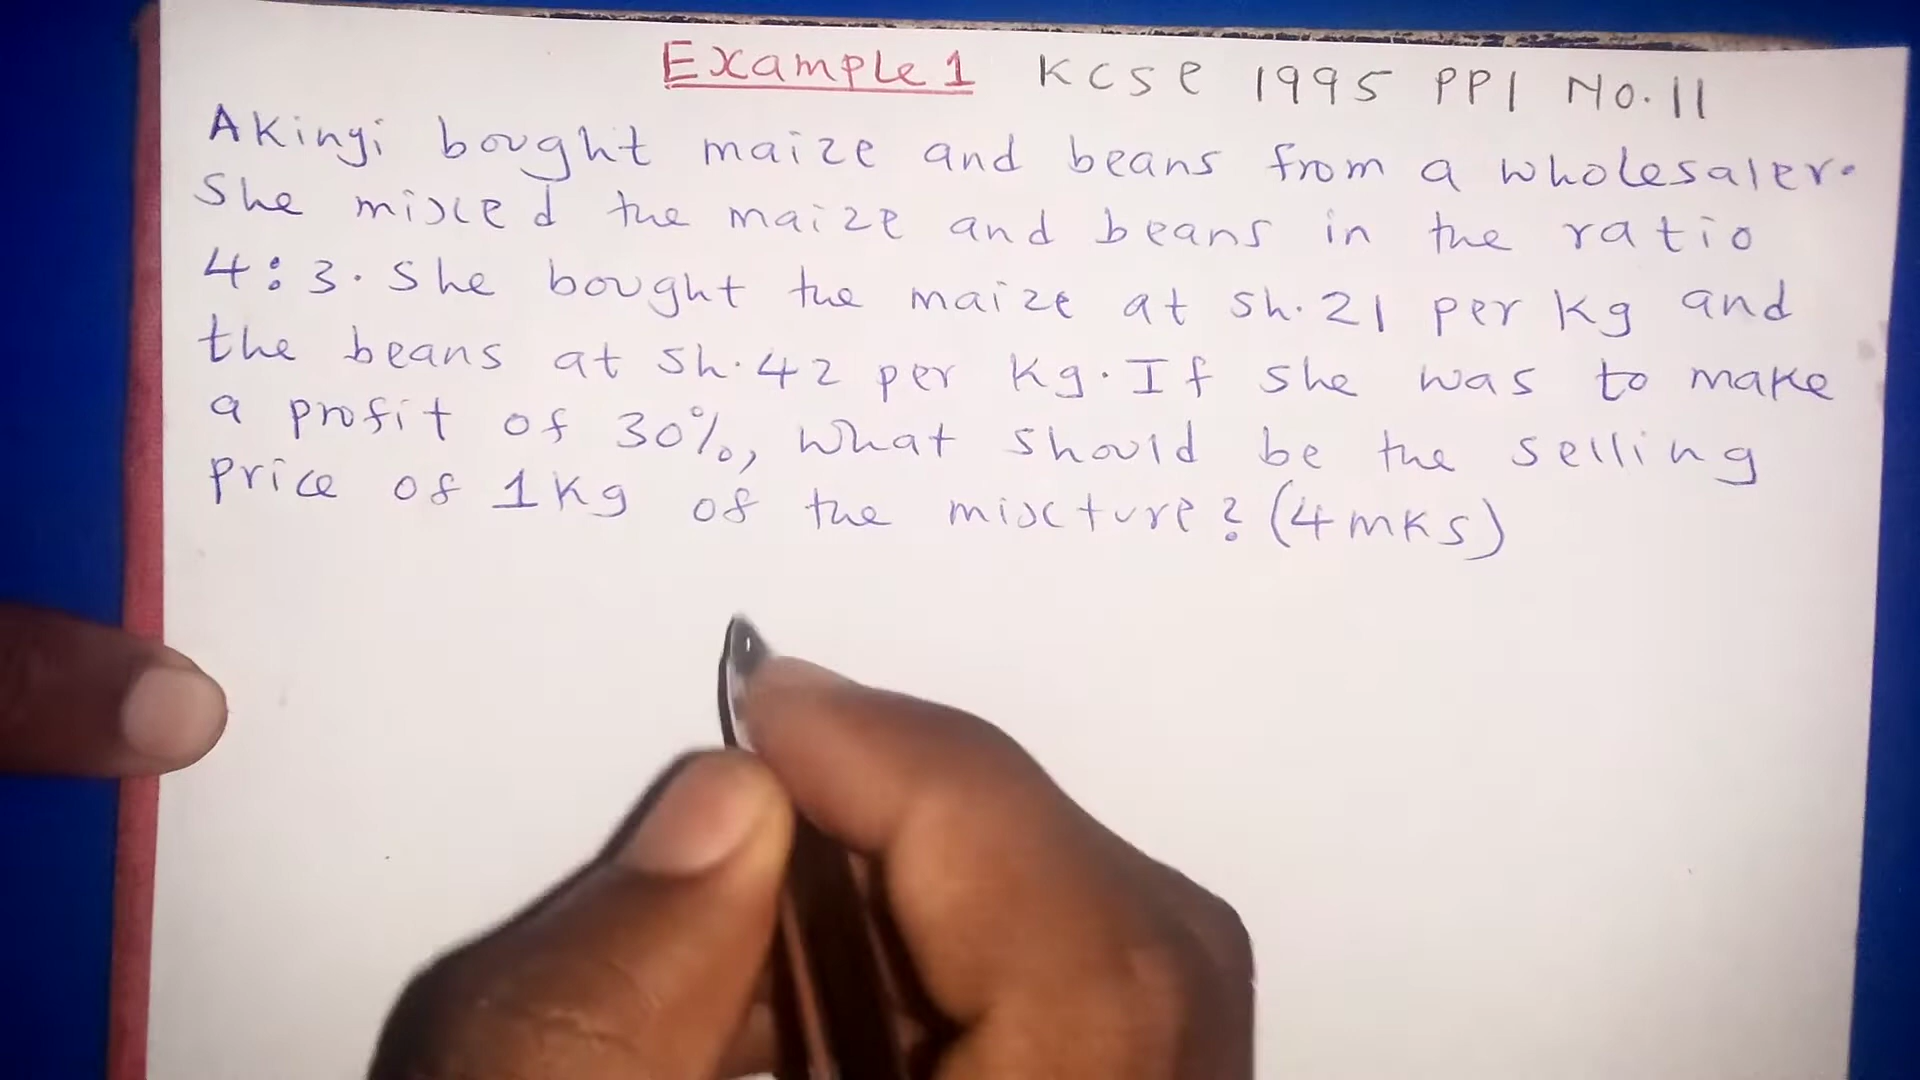 Example 1 KCSE 1995 PP1 No. 11
Akinyi bought maize and beans from a wholesaler.
She mixed the maize and beans in the ratio
4:3. She bought the maize at sh. 21 per Kg and
the beans at sh. 42 per Kg. If she was to make
a profit of 30%, what should be the selling
price of 1Kg of the mixture? (4mks)